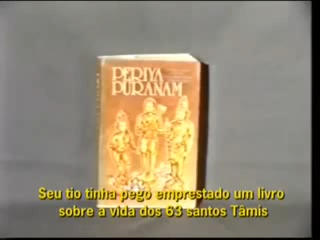 PERIYA
PURANAM
Seu tio tinha pego emprestado um livro
sobre a vida dos 63 santos Tâmis